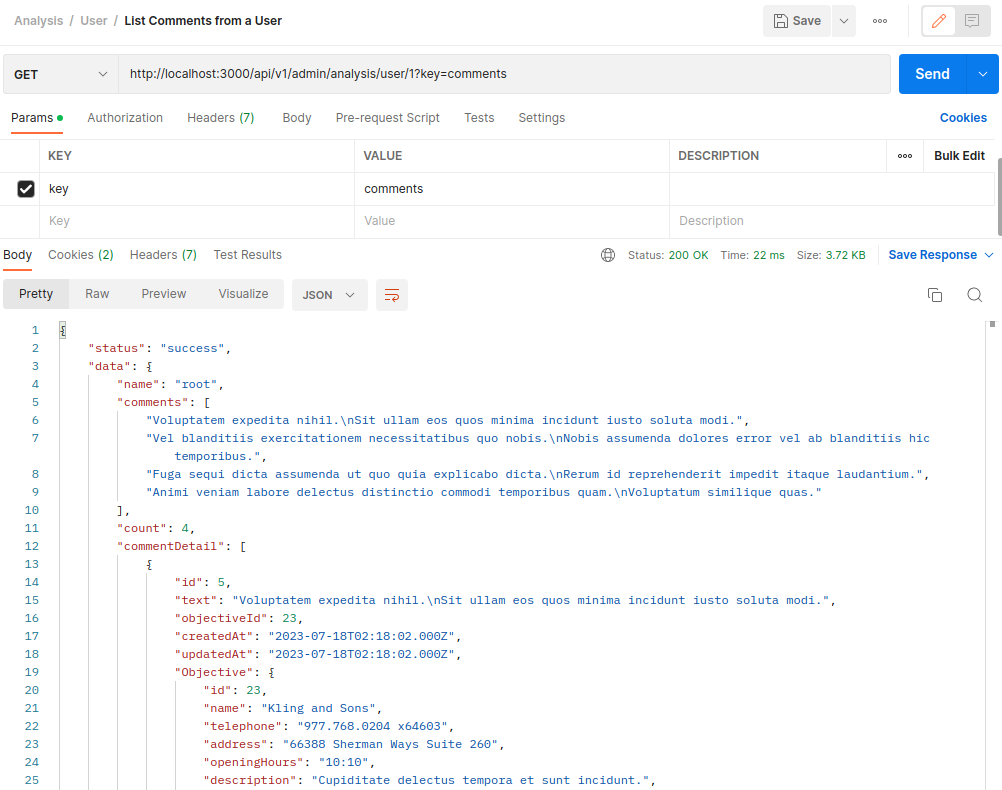 Analysis / User / List Comments from a User
Save
GET http://localhost:3000/api/v1/admin/analysis/user/1?key=comments Send
Params Authorization Headers (7) Body Pre-request Script Tests Settings Cookies
KEY VALUE DESCRIPTION Bulk Edit
key comments
Key Value Description
Body Cookies (2) Headers (7) Test Results Status: 200 OK Time: 22 ms Size: 3.72 KB Save Response
Pretty Raw Preview Visualize JSON
1 {
2 "status": "success",
3 "data": {
4 "name": "root",
5 "comments": [
6 "Voluptatem expedita nihil.\nSit ullam eos quos minima incidunt iusto soluta modi.",
7 "Vel blanditiis exercitationem necessitatibus quo nobis.\nNobis assumenda dolores error vel ab blanditiis hic
temporibus.",
8 "Fuga sequi dicta assumenda ut quo quia explicabo dicta.\nRerum id reprehenderit impedit itaque laudantium.",
9 "Animi veniam labore delectus distinctio commodi temporibus quam.\nVoluptatum similique quas."
10 ],
11 "count": 4,
12 "commentDetail": [
13 {
14 "id": 5,
15 "text": "Voluptatem expedita nihil.\nSit ullam eos quos minima incidunt iusto soluta modi.",
16 "objectiveId": 23,
17 "createdAt": "2023-07-18T02:18:02.000Z",
18 "updatedAt": "2023-07-18T02:18:02.000Z",
19 "Objective": {
20 "id": 23,
21 "name": "Kling and Sons",
22 "telephone": "977.768.0204 x64603",
23 "address": "66388 Sherman Ways Suite 260",
24 "openingHours": "10:10",
25 "description": "Cupiditate delectus tempora et sunt incidunt.",